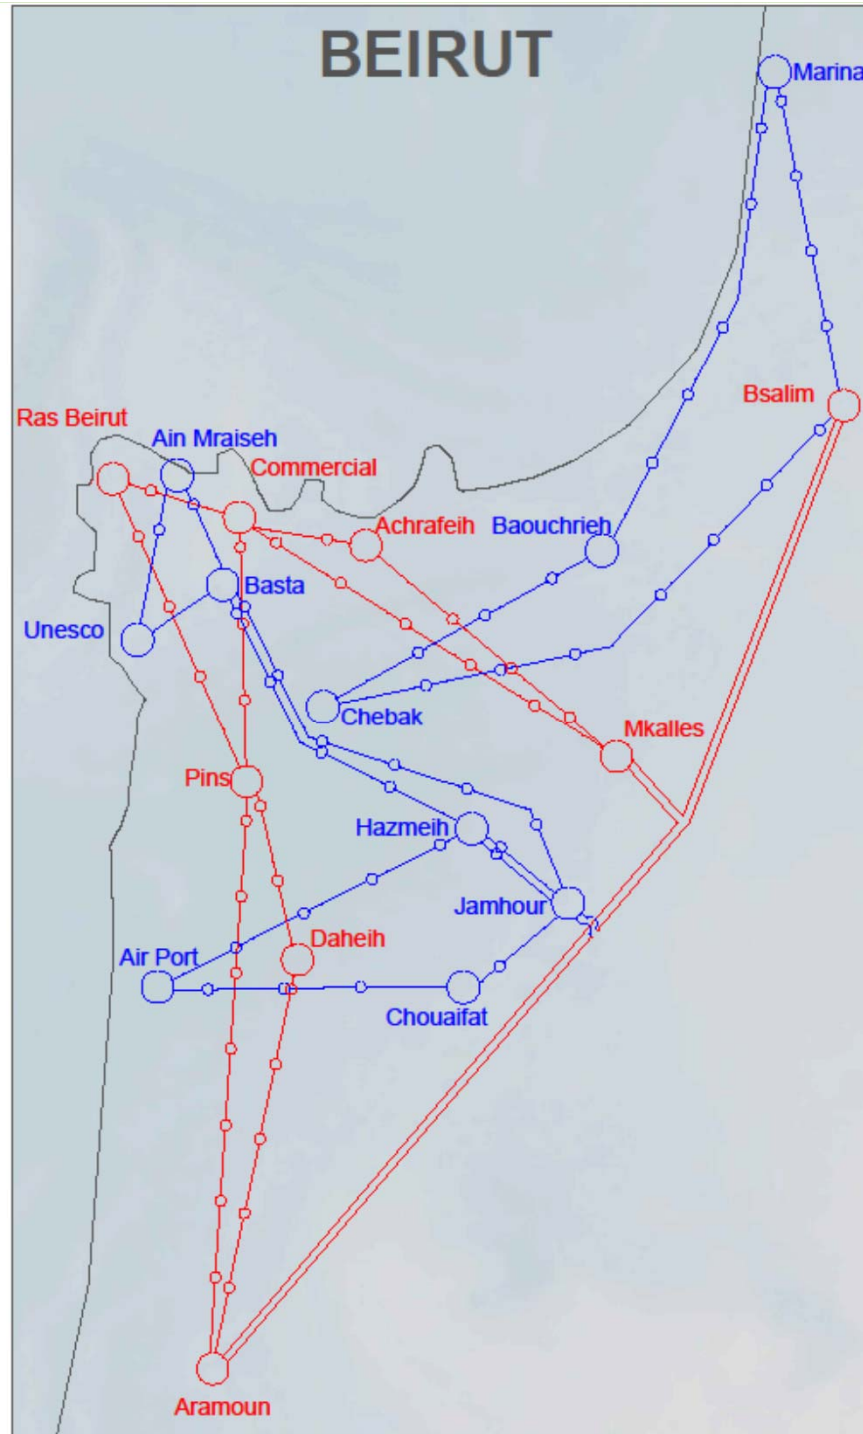 BEIRUT
Marina
Bsalim
Ras Beirut
Ain Mraiseh
Commercial
Achrafeih
Baouchrieh
Basta
Unesco
Chebak
Mkalles
Pins
Hazmeih
Jamhour
Daheih
Air Port
Chouaifat
Aramoun